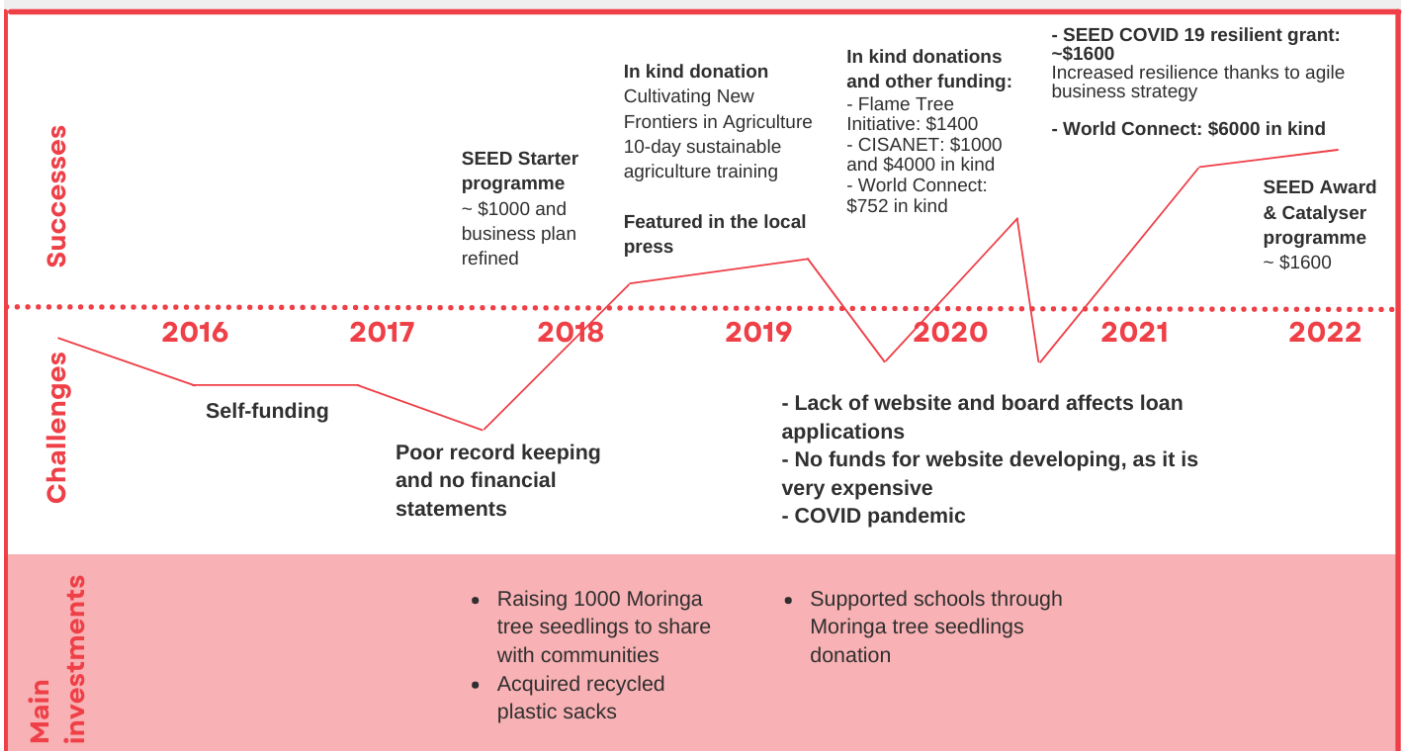 Successes
SEED Starter
programme
~ $1000 and
business plan
refined
In kind donation
Cultivating New
Frontiers in Agriculture
10-day sustainable
agriculture training
Featured in the local
press
In kind donations
and other funding:
- Flame Tree
Initiative: $1400
- CISANET: $1000
and $4000 in kind
- World Connect:
$752 in kind
- SEED COVID 19 resilient grant:
~$1600
Increased resilience thanks to agile
business strategy
- World Connect: $6000 in kind
SEED Award
& Catalyser
programme
~ $1600
2016 2017 2018 2019 2020 2021 2022
Challenges
Self-funding
Poor record keeping
and no financial
statements
- Lack of website and board affects loan
applications
- No funds for website developing, as it is
very expensive
- COVID pandemic
Main
investments
• Raising 1000 Moringa
tree seedlings to share
with communities
• Acquired recycled
plastic sacks
• Supported schools through
Moringa tree seedlings
donation